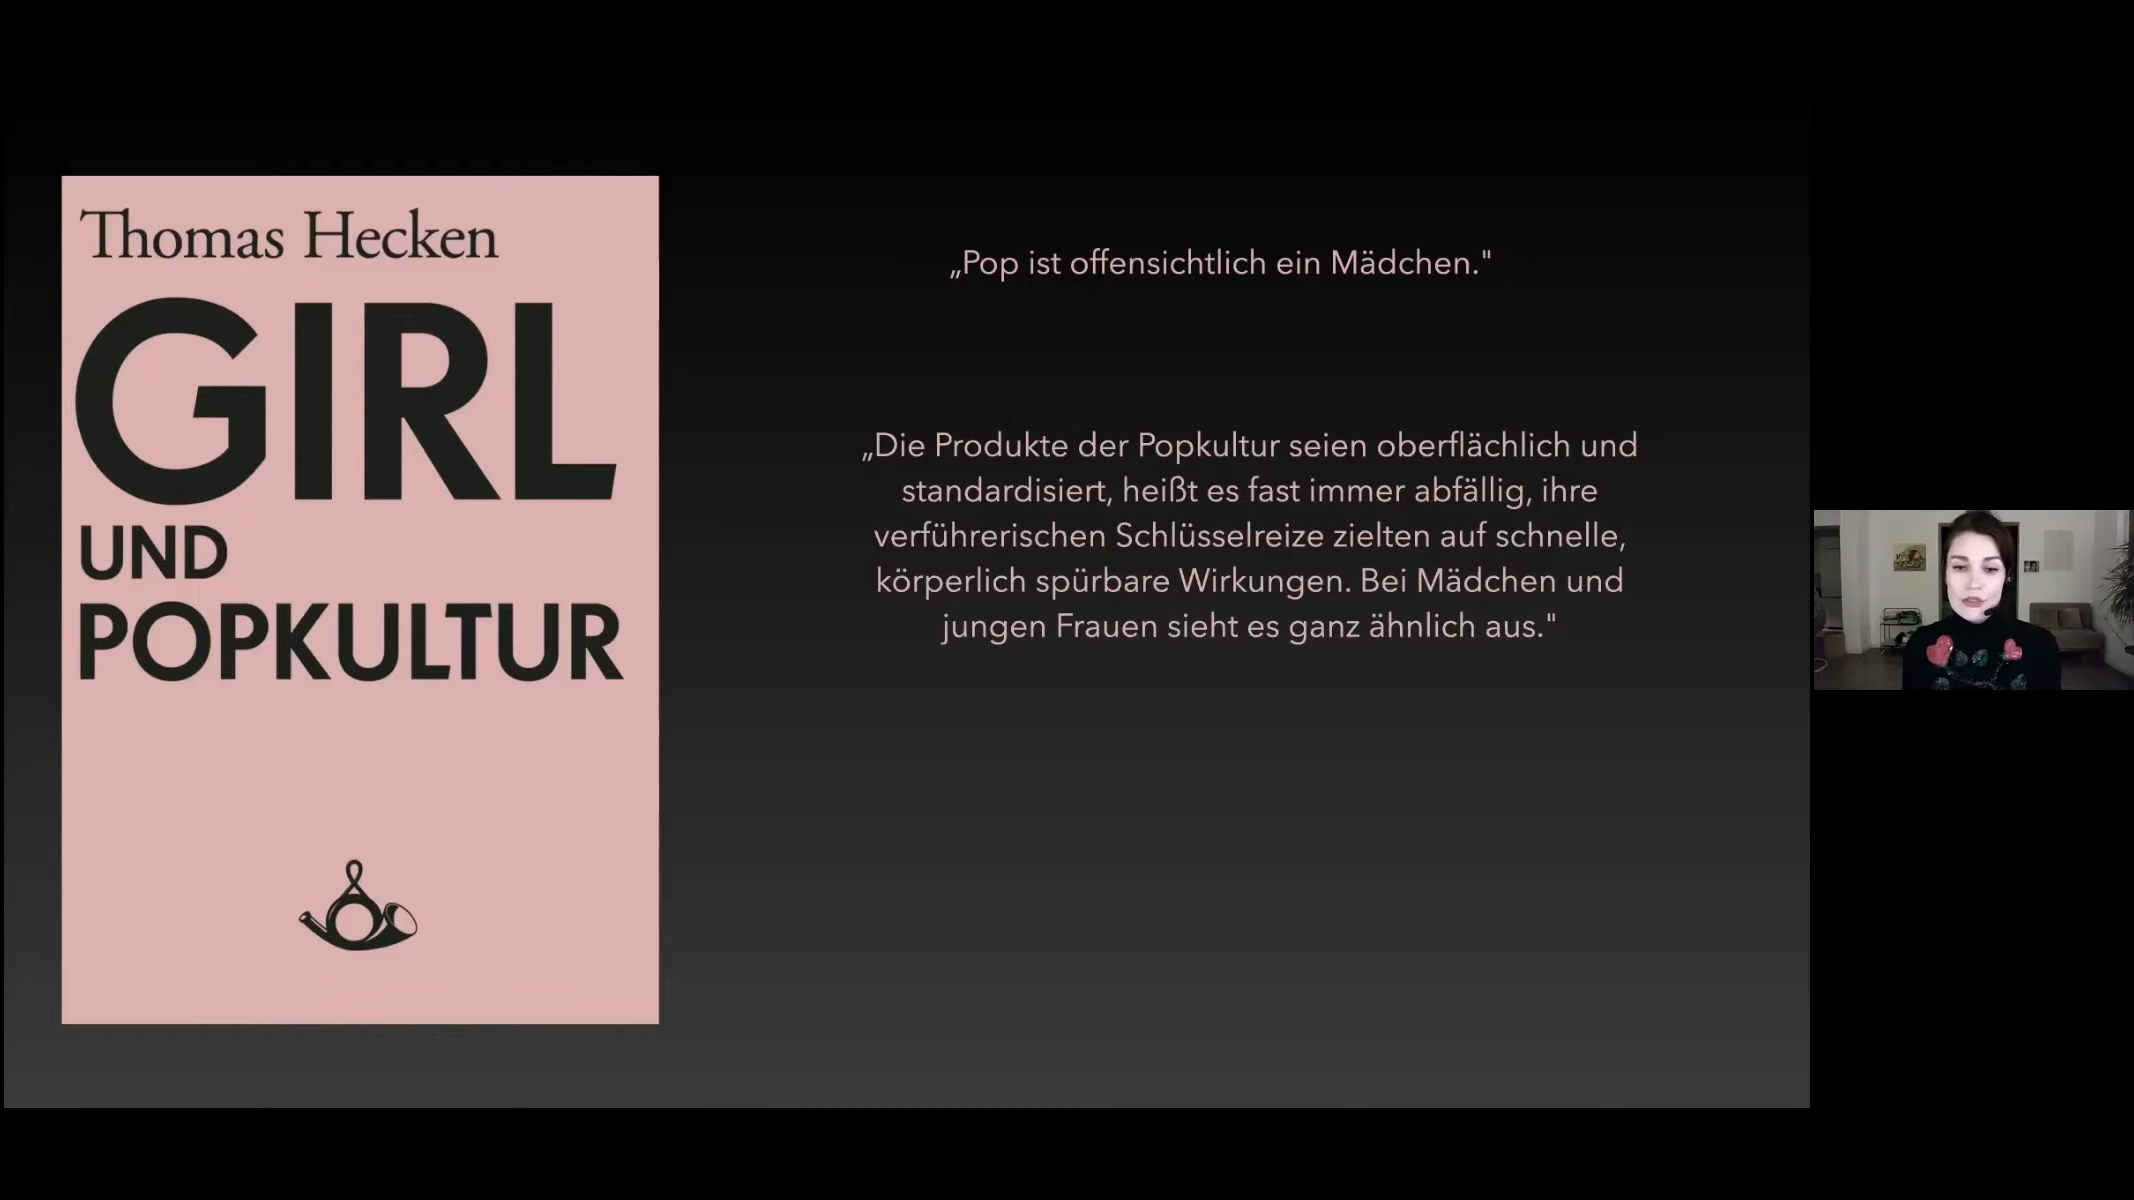 Thomas Hecken
GIRL
UND
POPKULTUR
„Pop ist offensichtlich ein Mädchen."
„Die Produkte der Popkultur seien oberflächlich und
standardisiert, heißt es fast immer abfällig, ihre
verführerischen Schlüsselreize zielten auf schnelle,
körperlich spürbare Wirkungen. Bei Mädchen und
jungen Frauen sieht es ganz ähnlich aus."